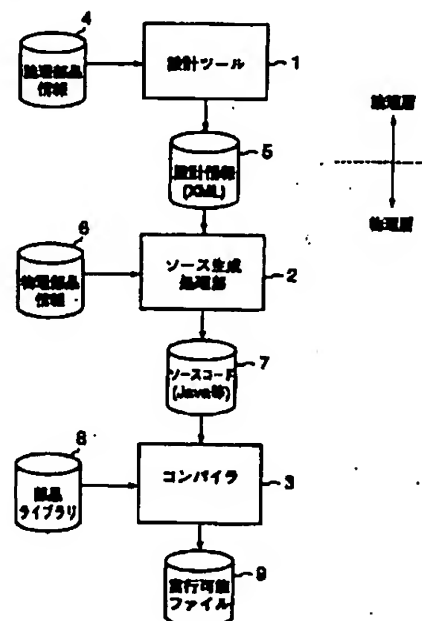 4
論理部品
情報
設計ツール
1
論理層
物理層
5
設計情報
(XML)
6
物理部品
情報
ソース生成
処理部
2
7
ソースコード
(Java等)
8
部品
ライブラリ
コンパイラ
3
実行可能
ファイル
9